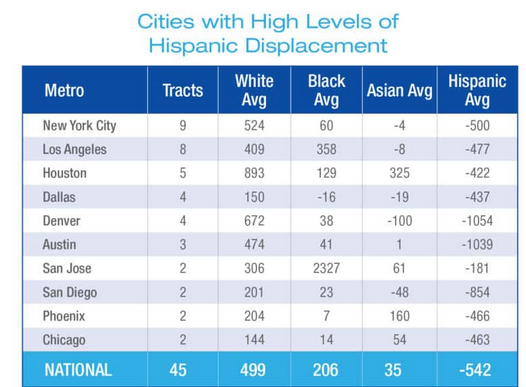 Cities with High Levels of
Hispanic Displacement
Metro Tracts White Avg Black Avg Asian Avg Hispanic Avg
New York City 9 524 60 -4 -500
Los Angeles 8 409 358 -8 -477
Houston 5 893 129 325 -422
Dallas 4 150 -16 -19 -437
Denver 4 672 38 -100 -1054
Austin 3 474 41 1 -1039
San Jose 2 306 2327 61 -181
San Diego 2 201 23 -48 -854
Phoenix 2 204 7 160 -466
Chicago 2 144 14 54 -463
NATIONAL 45 499 206 35 -542